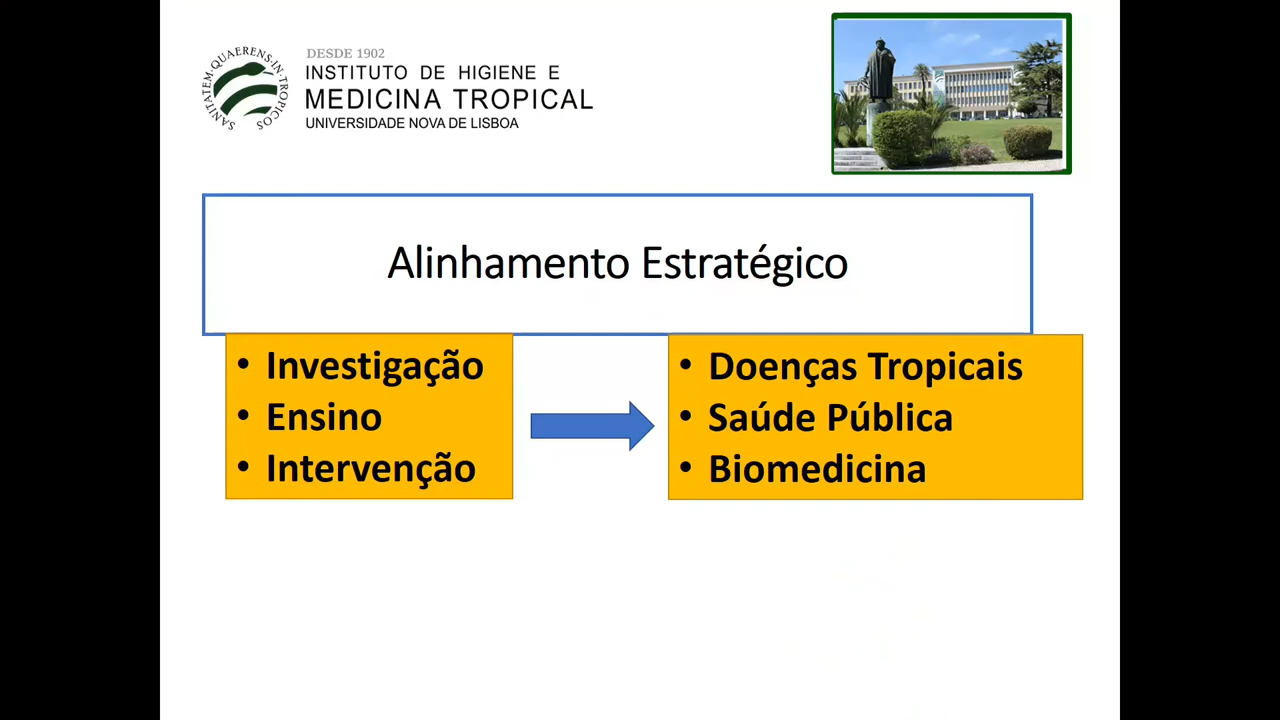 SANITATEM·QUAERENS·IN·TROPICOS
DESDE 1902
INSTITUTO DE HIGIENE E
MEDICINA TROPICAL
UNIVERSIDADE NOVA DE LISBOA
Alinhamento Estratégico
• Investigação
• Ensino
• Intervenção
• Doenças Tropicais
• Saúde Pública
• Biomedicina